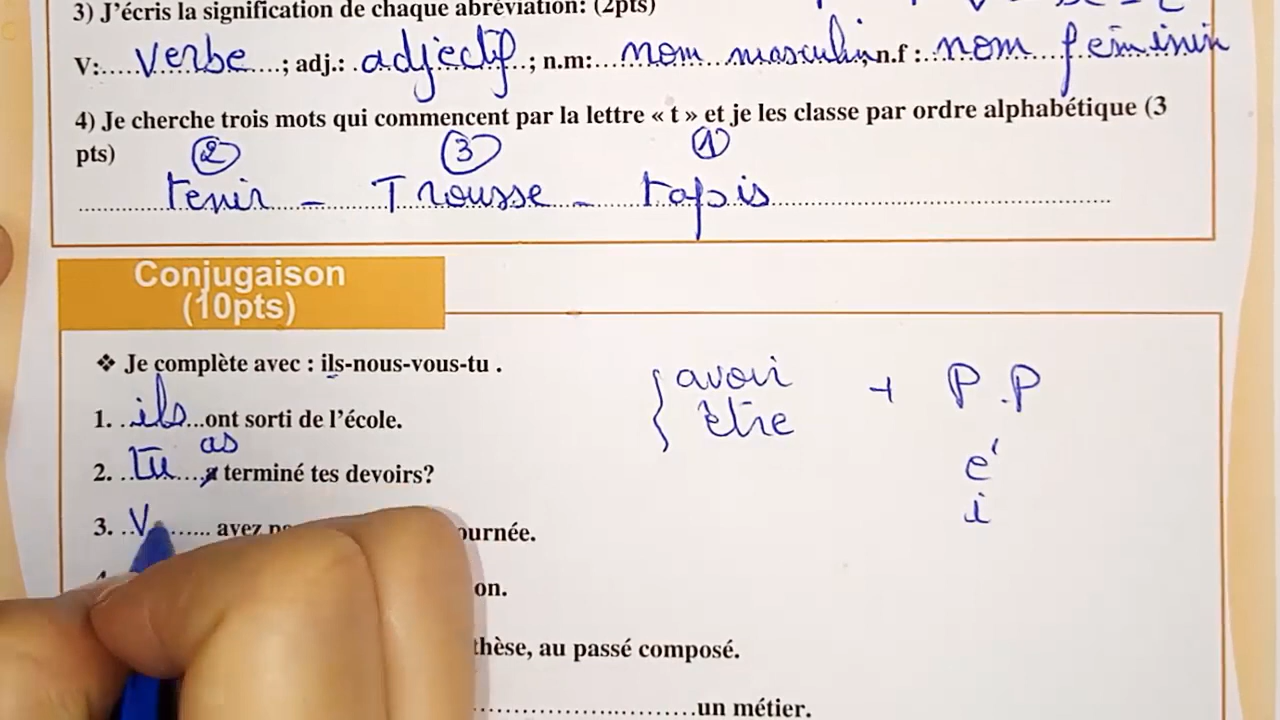 3) J'écris la signification de chaque abréviation: (2pts)
V:.....verbe.....; adj.: .adjectif..; n.m:...nom masculin; n.f :..nom féminin
4) Je cherche trois mots qui commencent par la lettre « t » et je les classe par ordre alphabétique (3
pts) ② ③ ①
tenir - Trousse - tapis
Conjugaison
(10pts)
❖ Je complète avec : ils-nous-vous-tu .
1. ..ils...ont sorti de l'école.
as
2. ..tu.... terminé tes devoirs?
3. ..V....... avez ournée.
on.
thèse, au passé composé.
un métier.
avoir + P.P
être
é
i